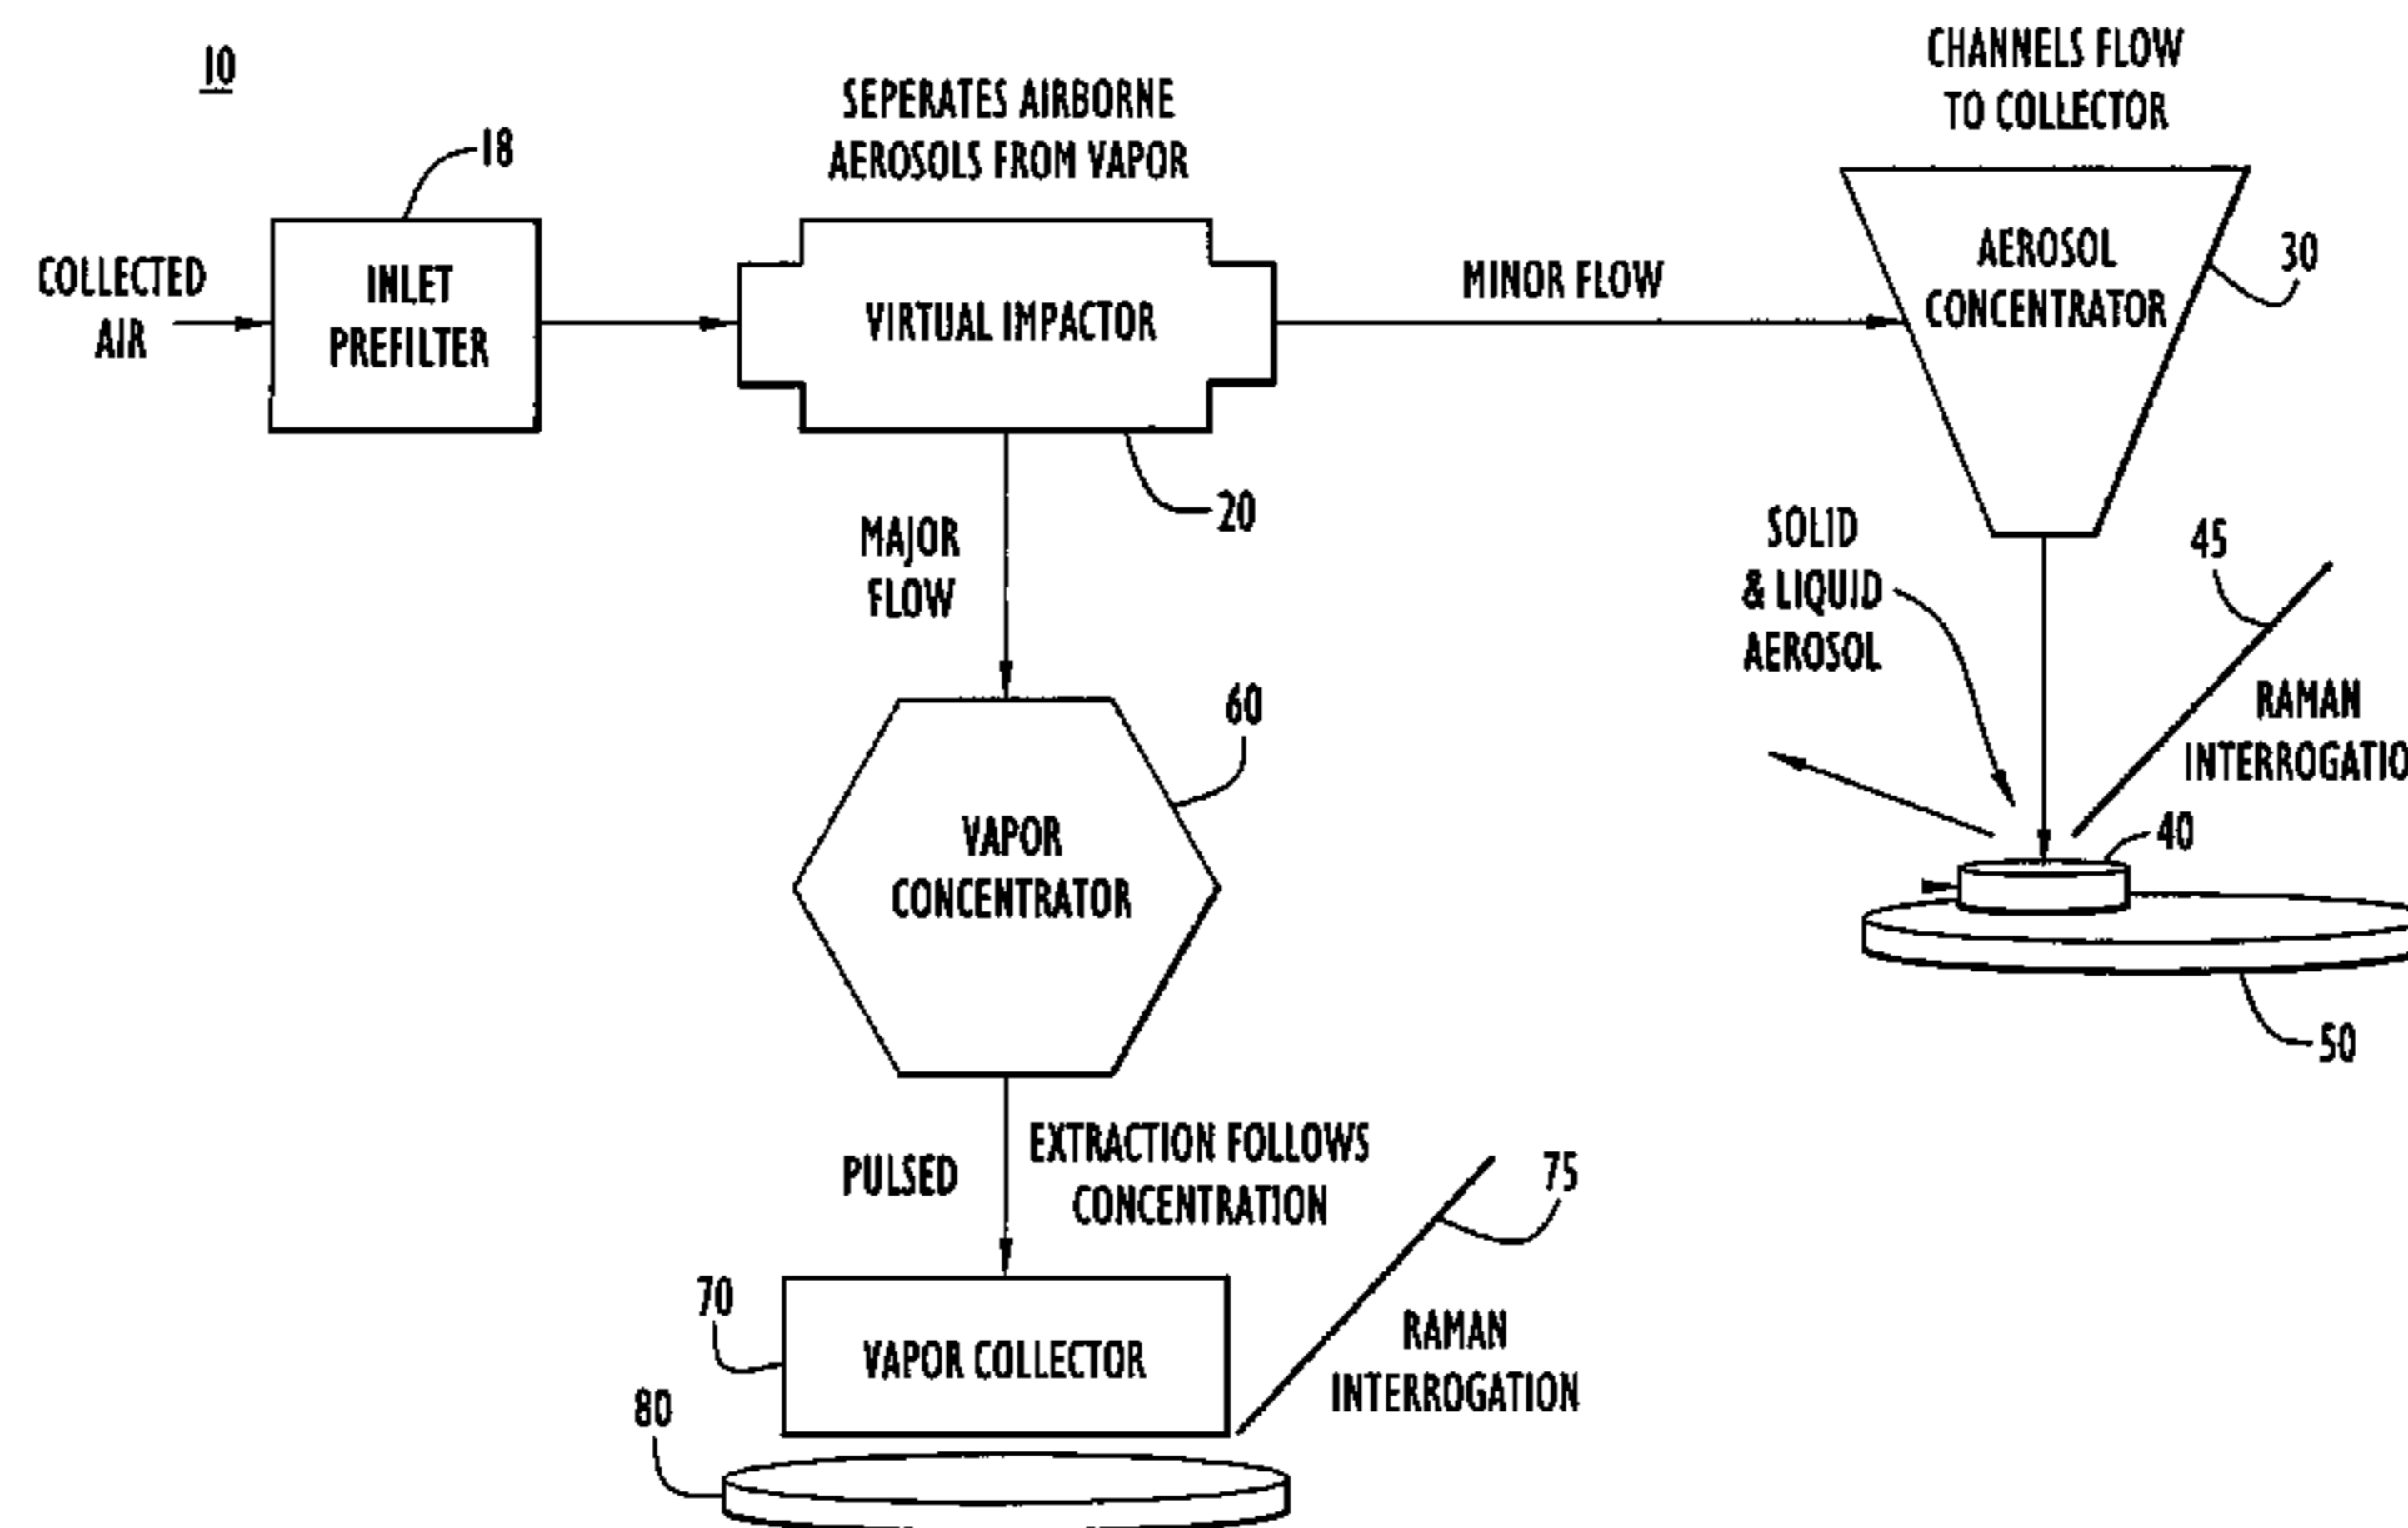 10
18
COLLECTED
AIR
INLET
PREFILTER
SEPERATES AIRBORNE
AEROSOLS FROM VAPOR
VIRTUAL IMPACTOR
20
MINOR FLOW
CHANNELS FLOW
TO COLLECTOR
AEROSOL
CONCENTRATOR
30
MAJOR
FLOW
SOLID
& LIQUID
AEROSOL
45
RAMAN
INTERROGATIO
40
50
60
VAPOR
CONCENTRATOR
PULSED
EXTRACTION FOLLOWS
CONCENTRATION
75
70
VAPOR COLLECTOR
RAMAN
INTERROGATION
80